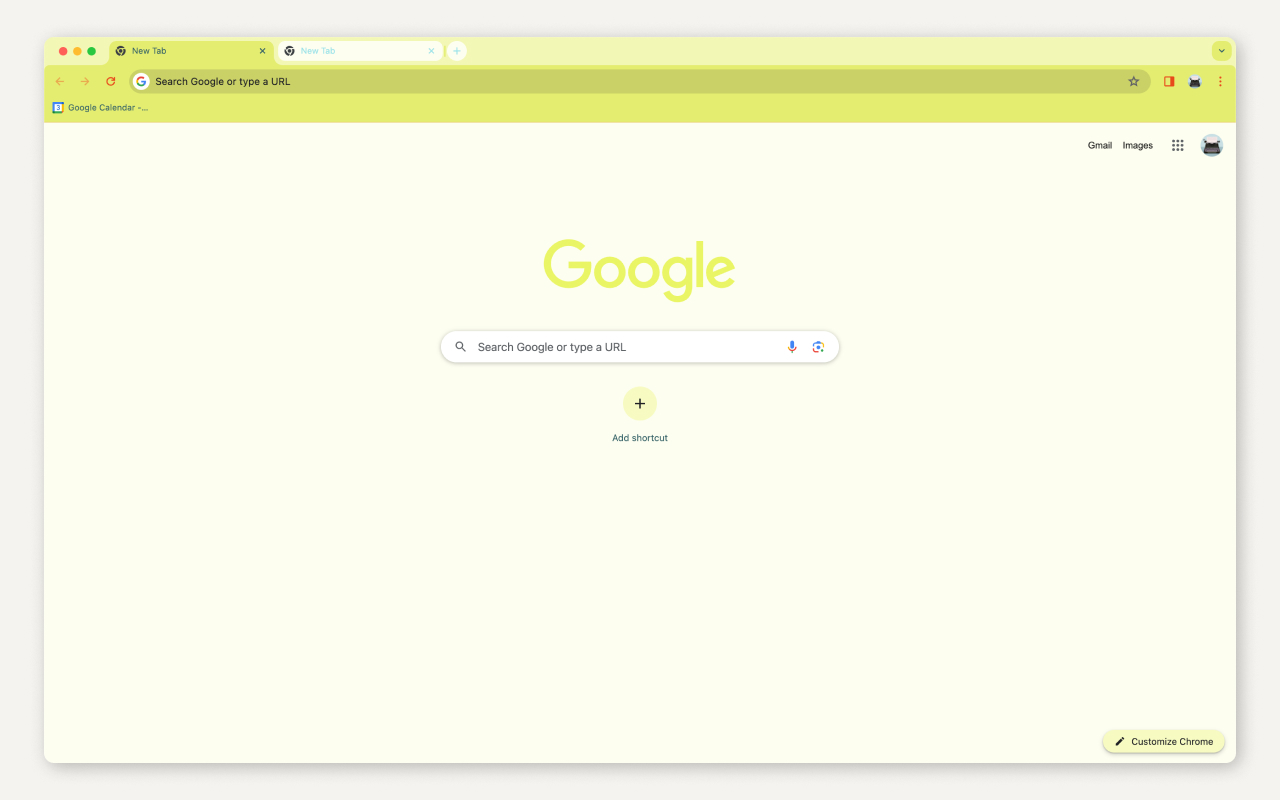 New Tab
New Tab
Search Google or type a URL
3
Google Calendar -...
Gmail
Images
Google
Search Google or type a URL
Add shortcut
Customize Chrome